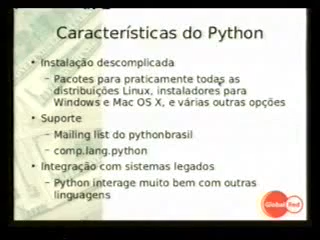 Características do Python
• Instalação descomplicada
– Pacotes para praticamente todas as
distribuições Linux, instaladores para
Windows e Mac OS X, e várias outras opções
• Suporte
– Mailing list do pythonbrasil
– comp.lang.python
• Integração com sistemas legados
– Python interage muito bem com outras
linguagens
Global Red